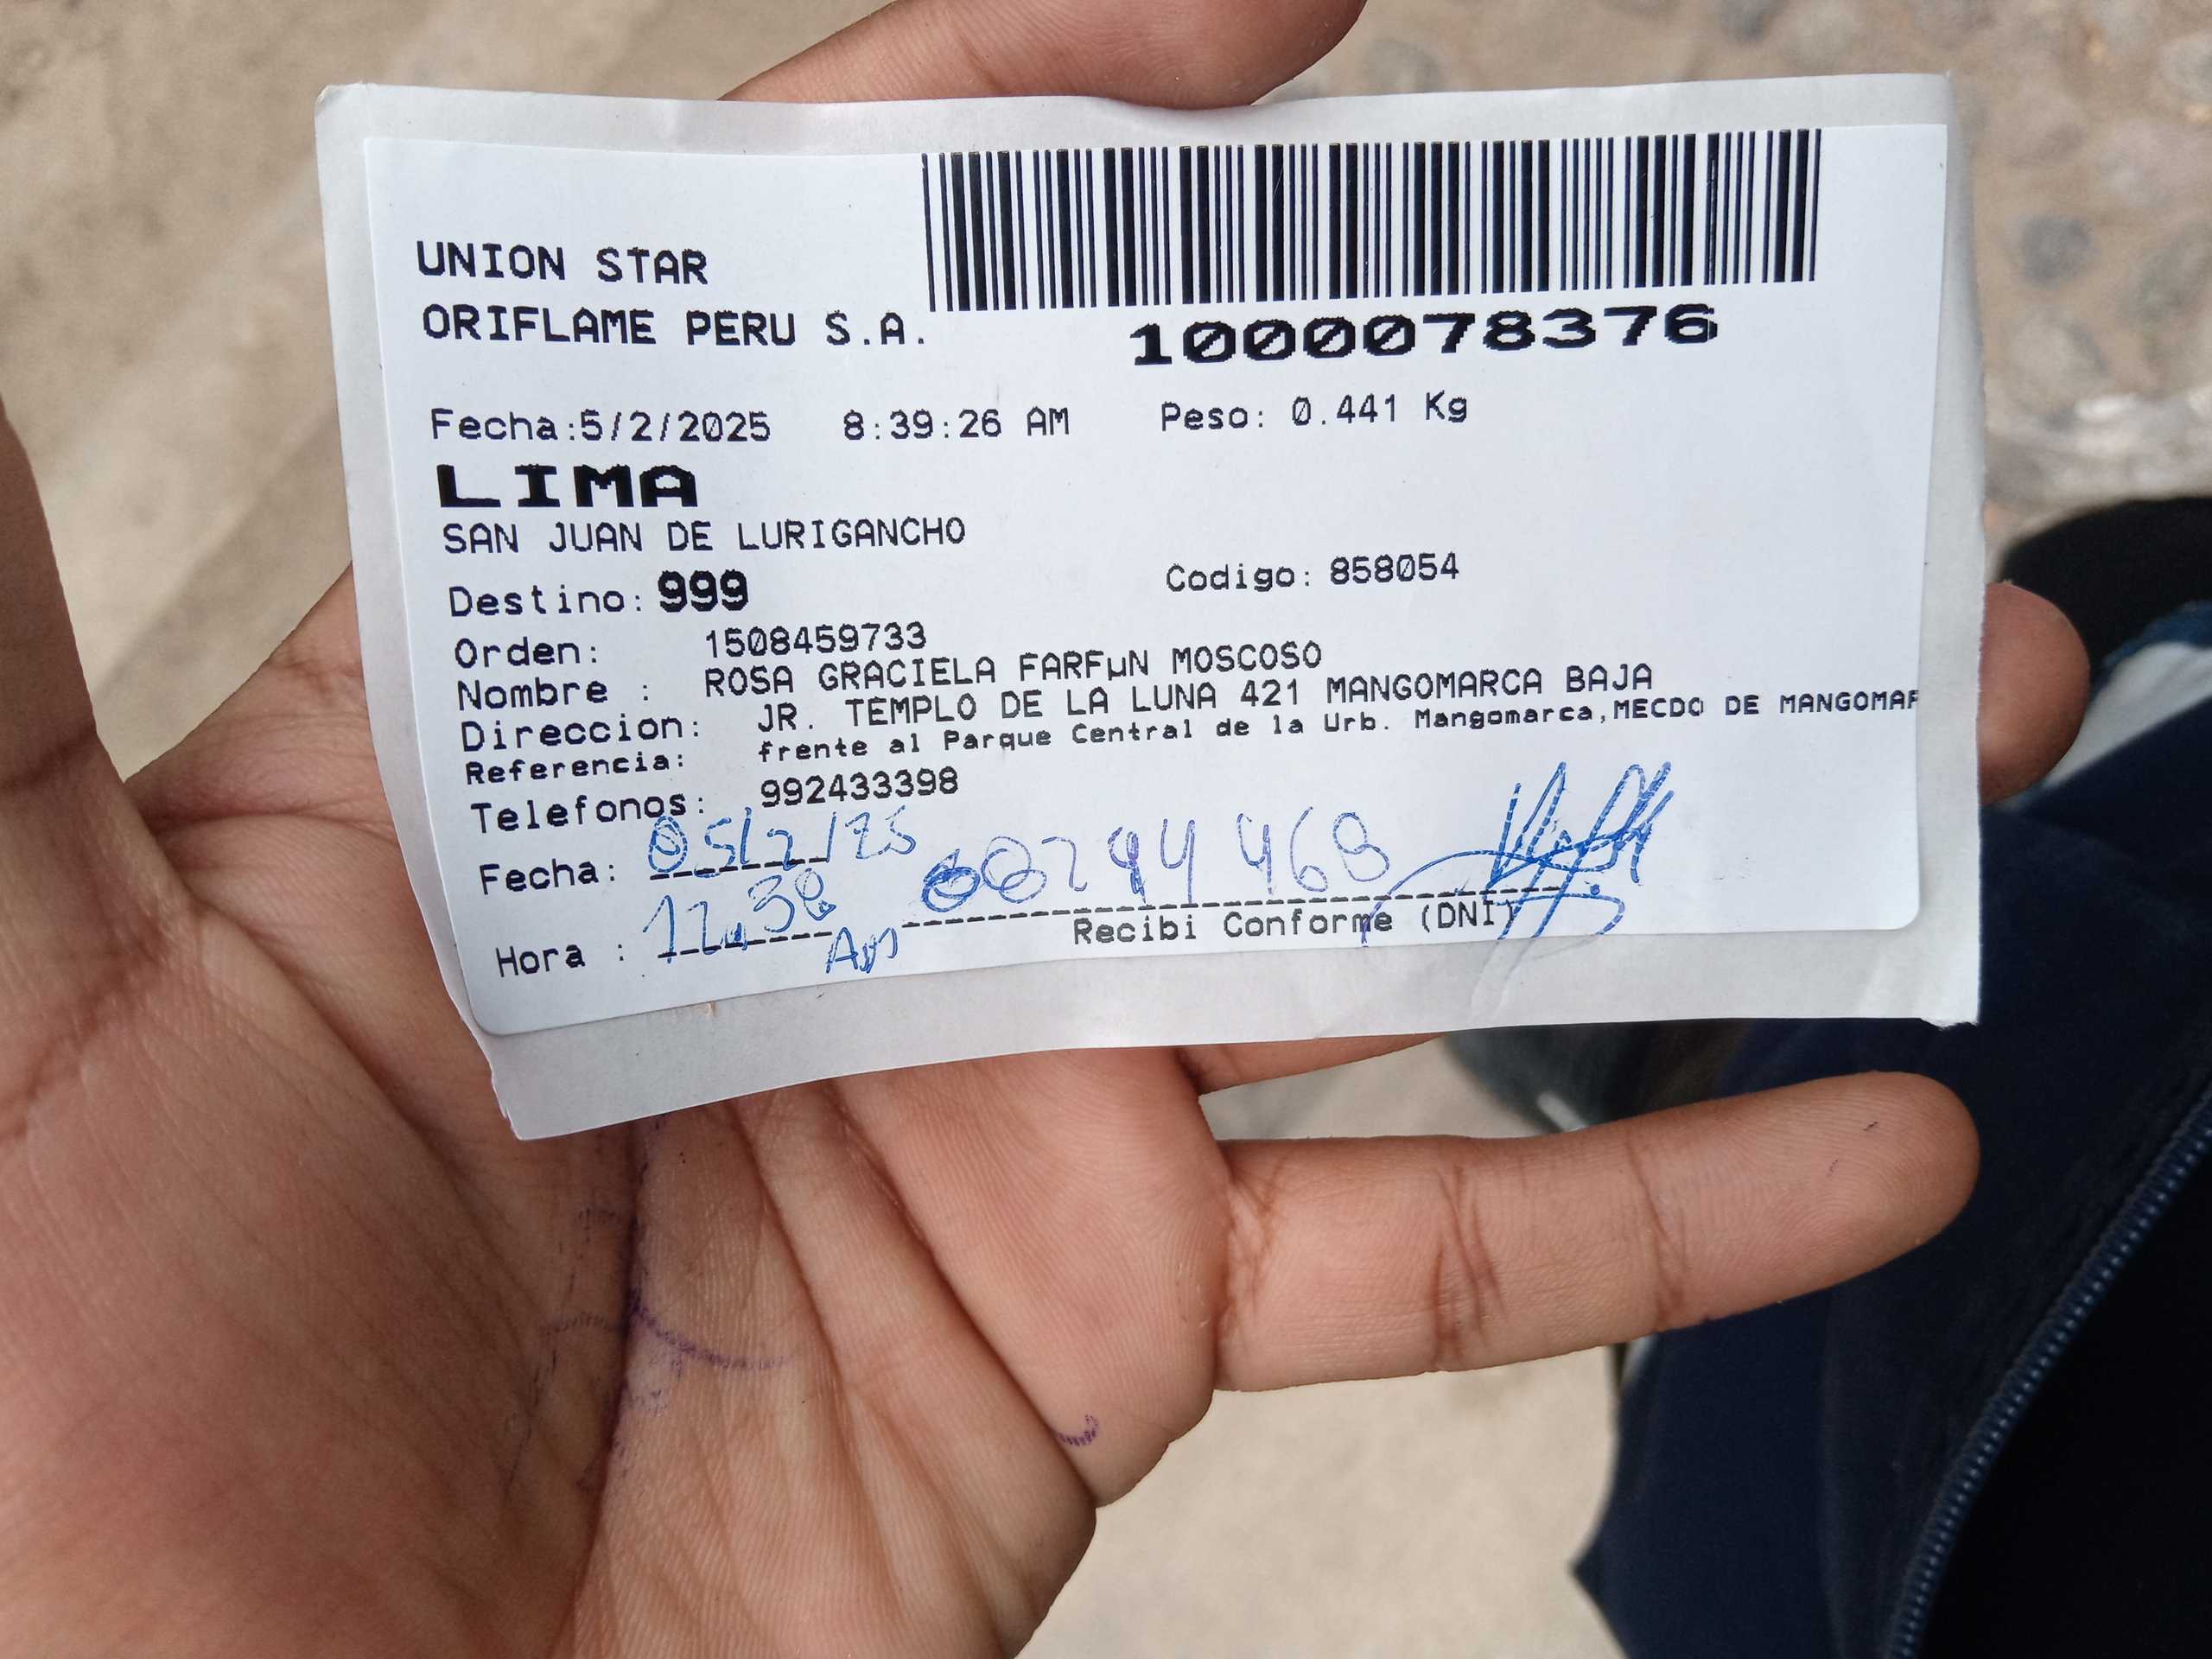 UNION STAR
ORIFLAME PERU S.A.
1000078376
Fecha:5/2/2025 8:39:26 AM Peso: 0.441 Kg
LIMA
SAN JUAN DE LURIGANCHO
Destino: 999 Codigo: 858054
Orden: 1508459733
Nombre : ROSA GRACIELA FARFµN MOSCOSO
Direccion: JR. TEMPLO DE LA LUNA 421 MANGOMARCA BAJA
Referencia: frente al Parque Central de la Urb. Mangomarca,MECDO DE MANGOMAR
Telefonos: 992433398
Fecha: 05/2/25
Hora : 12:38 Am
Recibi Conforme (DNI)